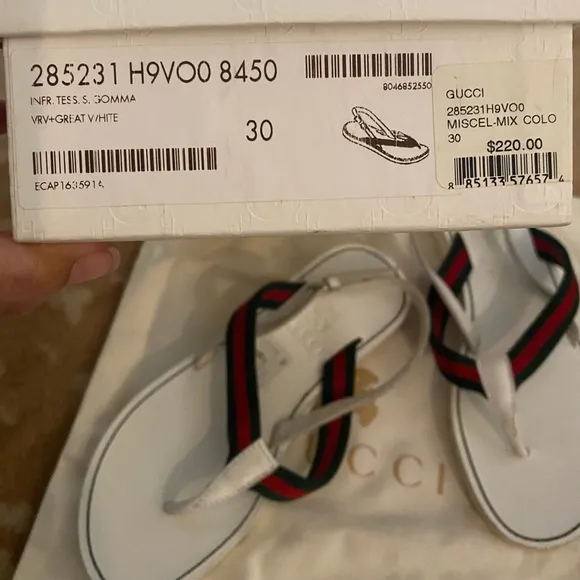 285231 H9VO0 8450
INFR. TESS. S. GOMMA
VRV+GREAT WHITE
30
ECAP163591A
8046852550
GUCCI
285231H9VO0
MISCEL-MIX COLO
30
$220.00
8 85133 57657 4
UCCI